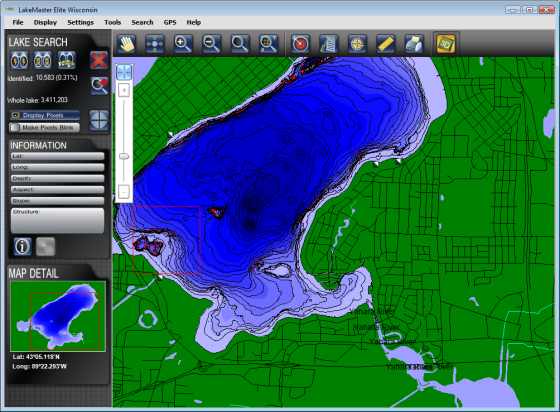 LakeMaster Elite Wisconsin
File Display Settings Tools Search GPS Help
LAKE SEARCH
Identified: 10,583 (0.31%)
Whole lake: 3,411,203
Display Pixels
Make Pixels Blink
INFORMATION
Lat:
Long:
Depth:
Aspect:
Slope:
Structure:
MAP DETAIL
Lat: 43°05.118'N
Long: 89°22.293'W
3D
Yahara River
Yahara River
Yahara River
Yahara River